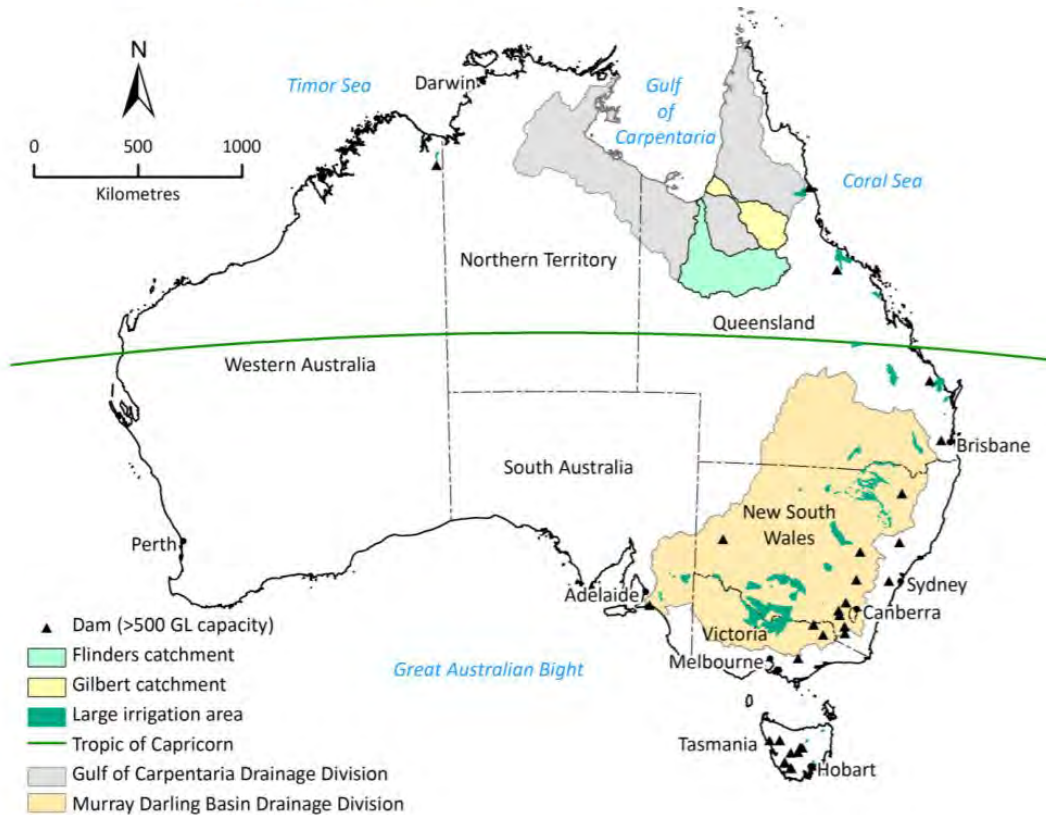 N
0 500 1000
Kilometres
Timor Sea
Darwin
Gulf
of
Carpentaria
Coral Sea
Northern Territory
Queensland
Western Australia
South Australia
Brisbane
New South
Wales
Perth
Adelaide
Sydney
Canberra
Victoria
Melbourne
Great Australian Bight
Tasmania
Hobart
Dam (>500 GL capacity)
Flinders catchment
Gilbert catchment
Large irrigation area
Tropic of Capricorn
Gulf of Carpentaria Drainage Division
Murray Darling Basin Drainage Division